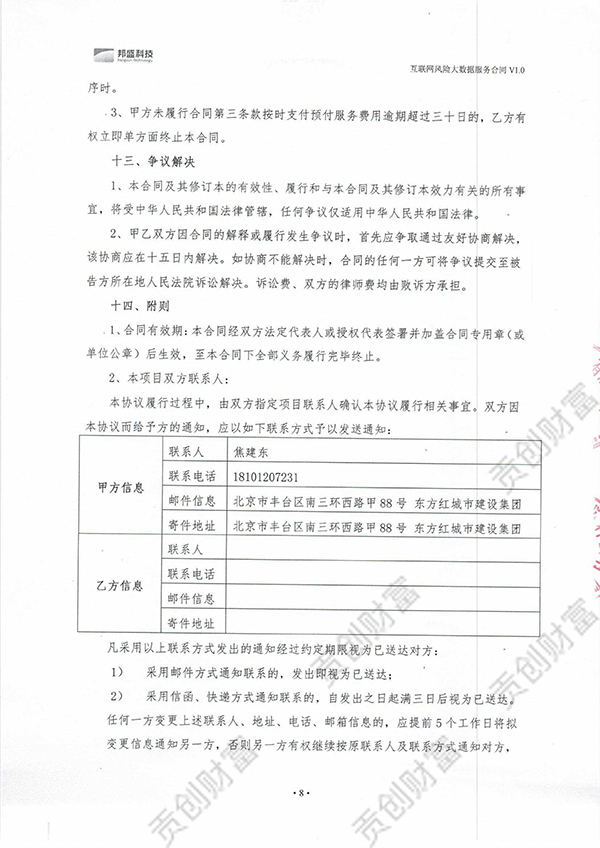 邦盛科技
Bangsun Technology
互联网风险大数据服务合同 V1.0
序时。
3、甲方未履行合同第三条款按时支付预付服务费用逾期超过三十日的，乙方有
权立即单方面终止本合同。
十三、争议解决
1、本合同及其修订本的有效性、履行和与本合同及其修订本效力有关的所有事
宜，将受中华人民共和国法律管辖，任何争议仅适用中华人民共和国法律。
2、甲乙双方因合同的解释或履行发生争议时，首先应争取通过友好协商解决，
该协商应在十五日内解决。如协商不能解决时，合同的任何一方可将争议提交至被
告方所在地人民法院诉讼解决。诉讼费、双方的律师费均由败诉方承担。
十四、附则
1、合同有效期：本合同经双方法定代表人或授权代表签署并加盖合同专用章（或
单位公章）后生效，至本合同下全部义务履行完毕终止。
2、本项目双方联系人：
本协议履行过程中，由双方指定项目联系人确认本协议履行相关事宜。双方因
本协议而给予方的通知，应以如下联系方式予以发送通知：
甲方信息
联系人 焦建东
联系电话 18101207231
邮件信息 北京市丰台区南三环西路甲 88 号 东方红城市建设集团
寄件地址 北京市丰台区南三环西路甲 88 号 东方红城市建设集团
乙方信息
联系人
联系电话
邮件信息
寄件地址
凡采用以上联系方式发出的通知经过约定期限视为已送达对方：
1） 采用邮件方式通知联系的，发出即视为已送达；
2） 采用信函、快递方式通知联系的，自发出之日起满三日后视为已送达。
任何一方变更上述联系人、地址、电话、邮箱信息的，应提前 5 个工作日将拟
变更信息通知另一方，否则另一方有权继续按原联系人及联系方式通知对方，
·8·
贡创财富
贡创财富
贡创财富
贡创财富